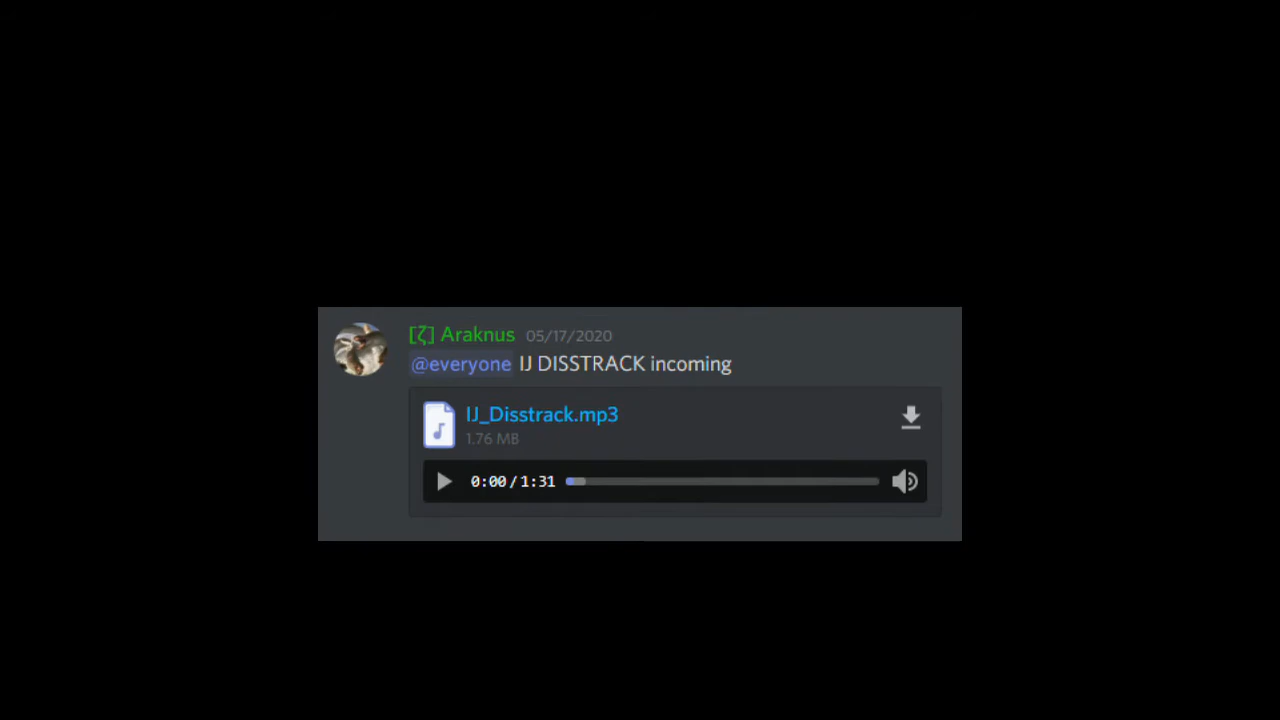 [ζ] Araknus 05/17/2020
@everyone IJ DISSTRACK incoming
IJ_Disstrack.mp3
1.76 MB
0:00/1:31